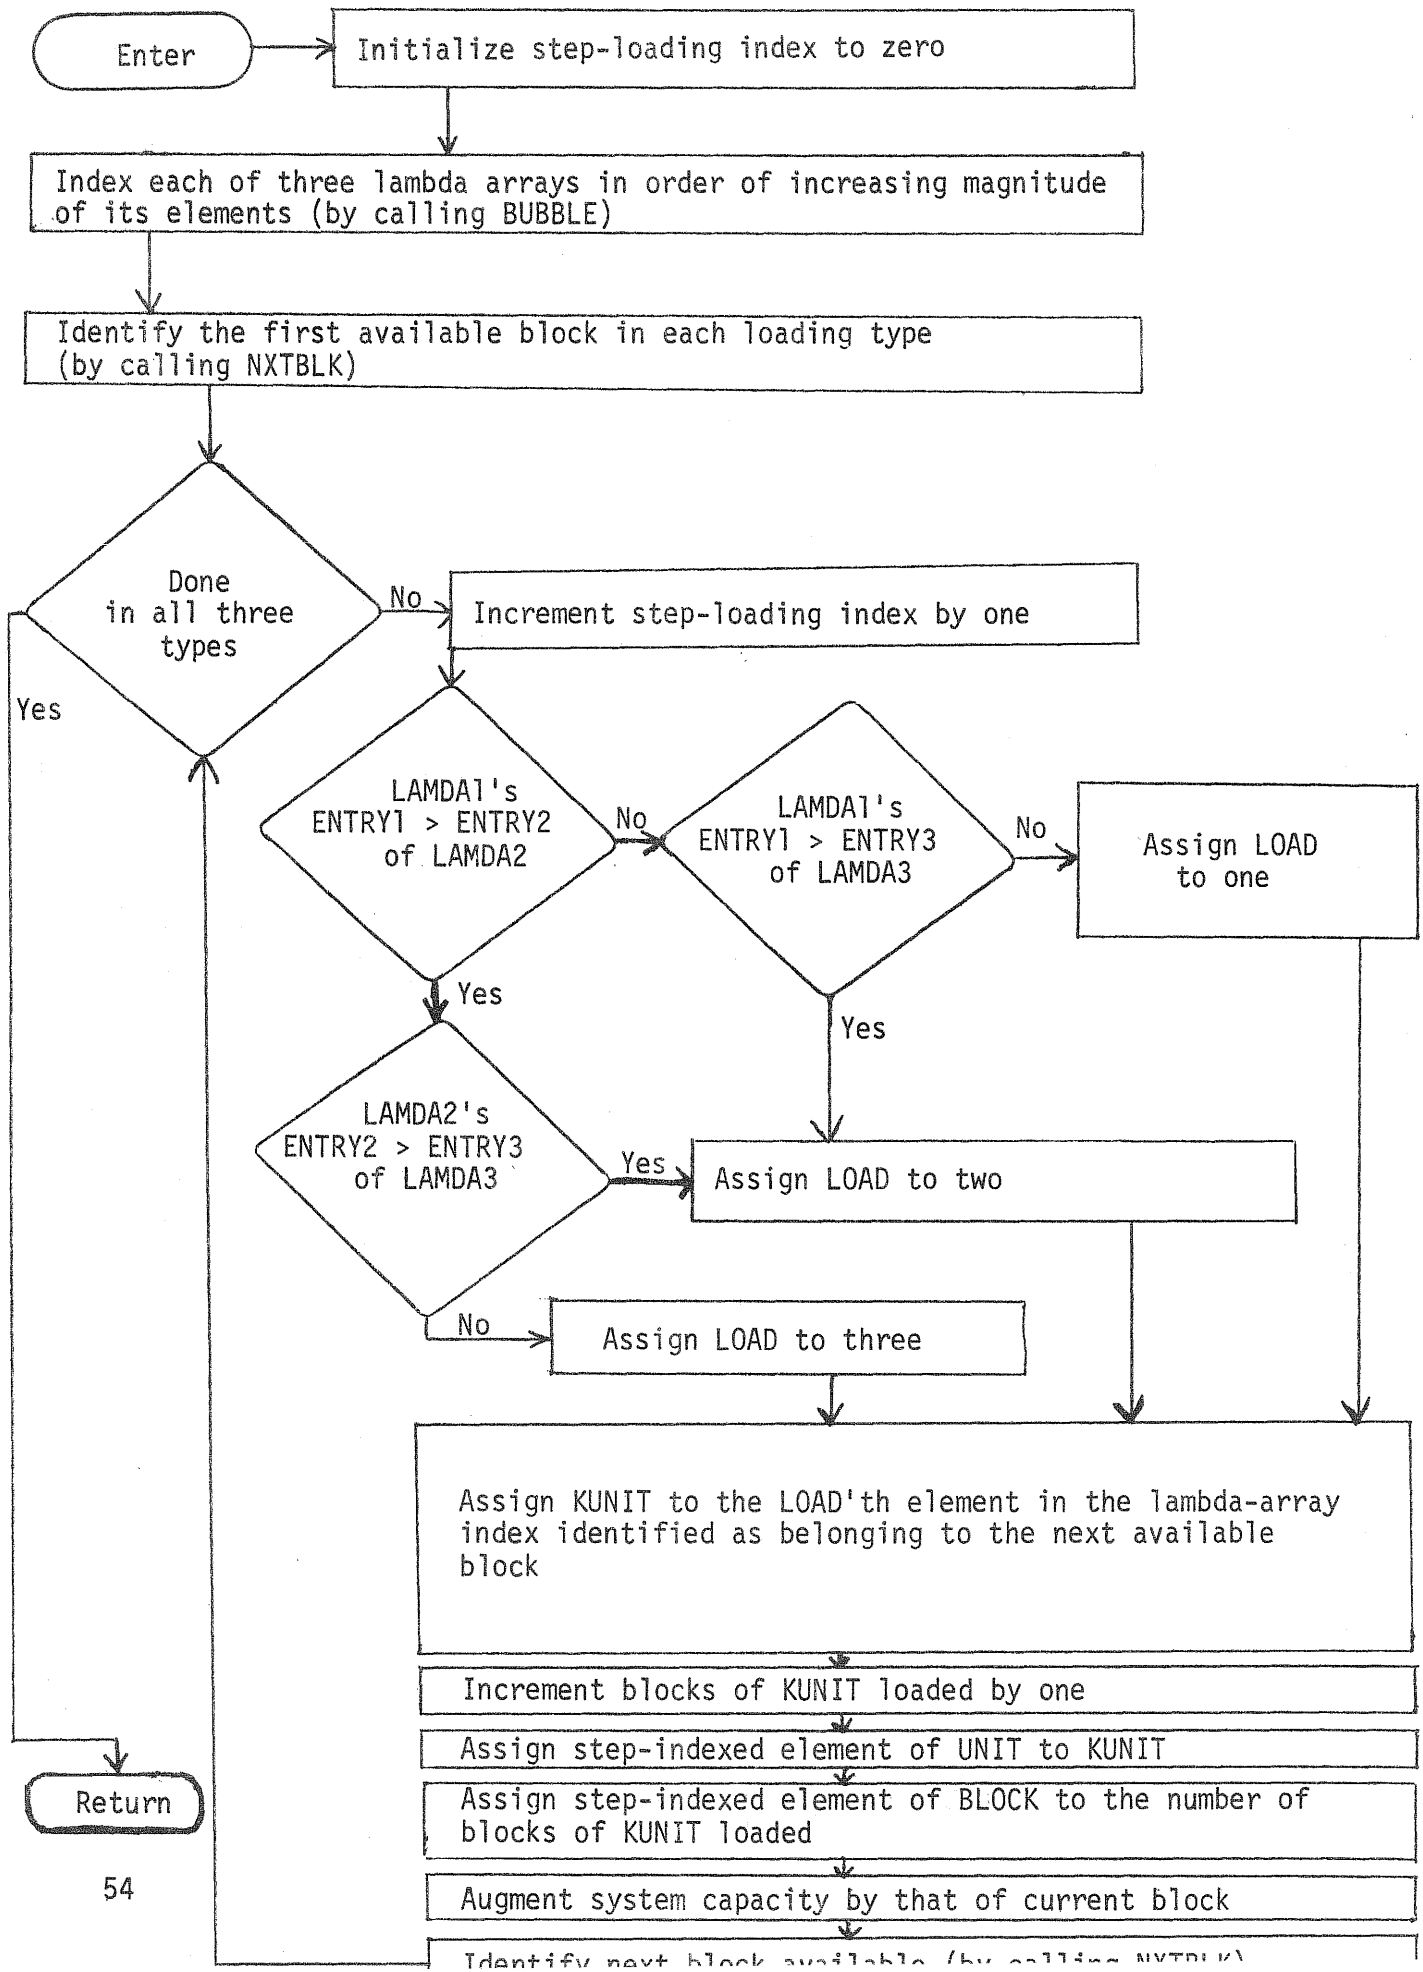 Enter
Initialize step-loading index to zero
Index each of three lambda arrays in order of increasing magnitude
of its elements (by calling BUBBLE)
Identify the first available block in each loading type
(by calling NXTBLK)
Done
in all three
types
No
Yes
Increment step-loading index by one
LAMDA1's
ENTRY1 > ENTRY2
of LAMDA2
No
Yes
LAMDA1's
ENTRY1 > ENTRY3
of LAMDA3
No
Yes
Assign LOAD
to one
LAMDA2's
ENTRY2 > ENTRY3
of LAMDA3
Yes
No
Assign LOAD to two
Assign LOAD to three
Assign KUNIT to the LOAD'th element in the lambda-array
index identified as belonging to the next available
block
Increment blocks of KUNIT loaded by one
Assign step-indexed element of UNIT to KUNIT
Assign step-indexed element of BLOCK to the number of
blocks of KUNIT loaded
Augment system capacity by that of current block
Identify next block available (by calling NXTBLK)
Return
54